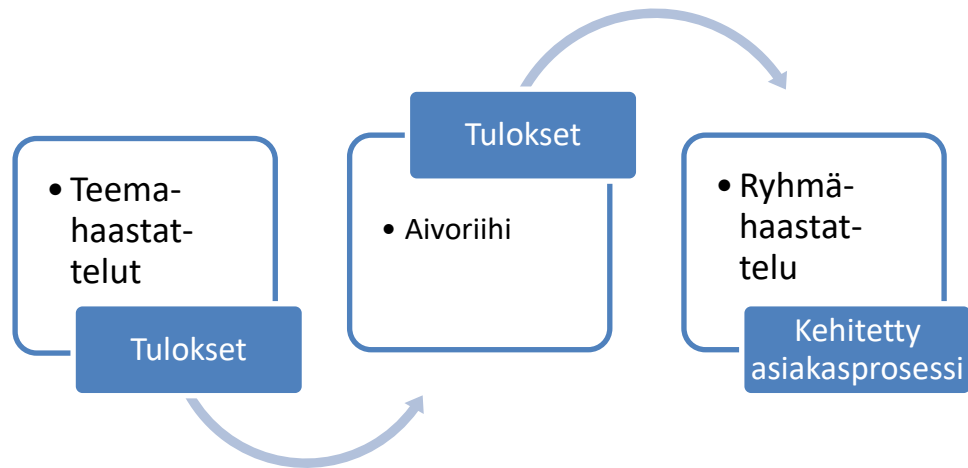 • Teema-
haastat-
telut
Tulokset
Tulokset
• Aivoriihi
• Ryhmä-
haastat-
telu
Kehitetty
asiakasprosessi